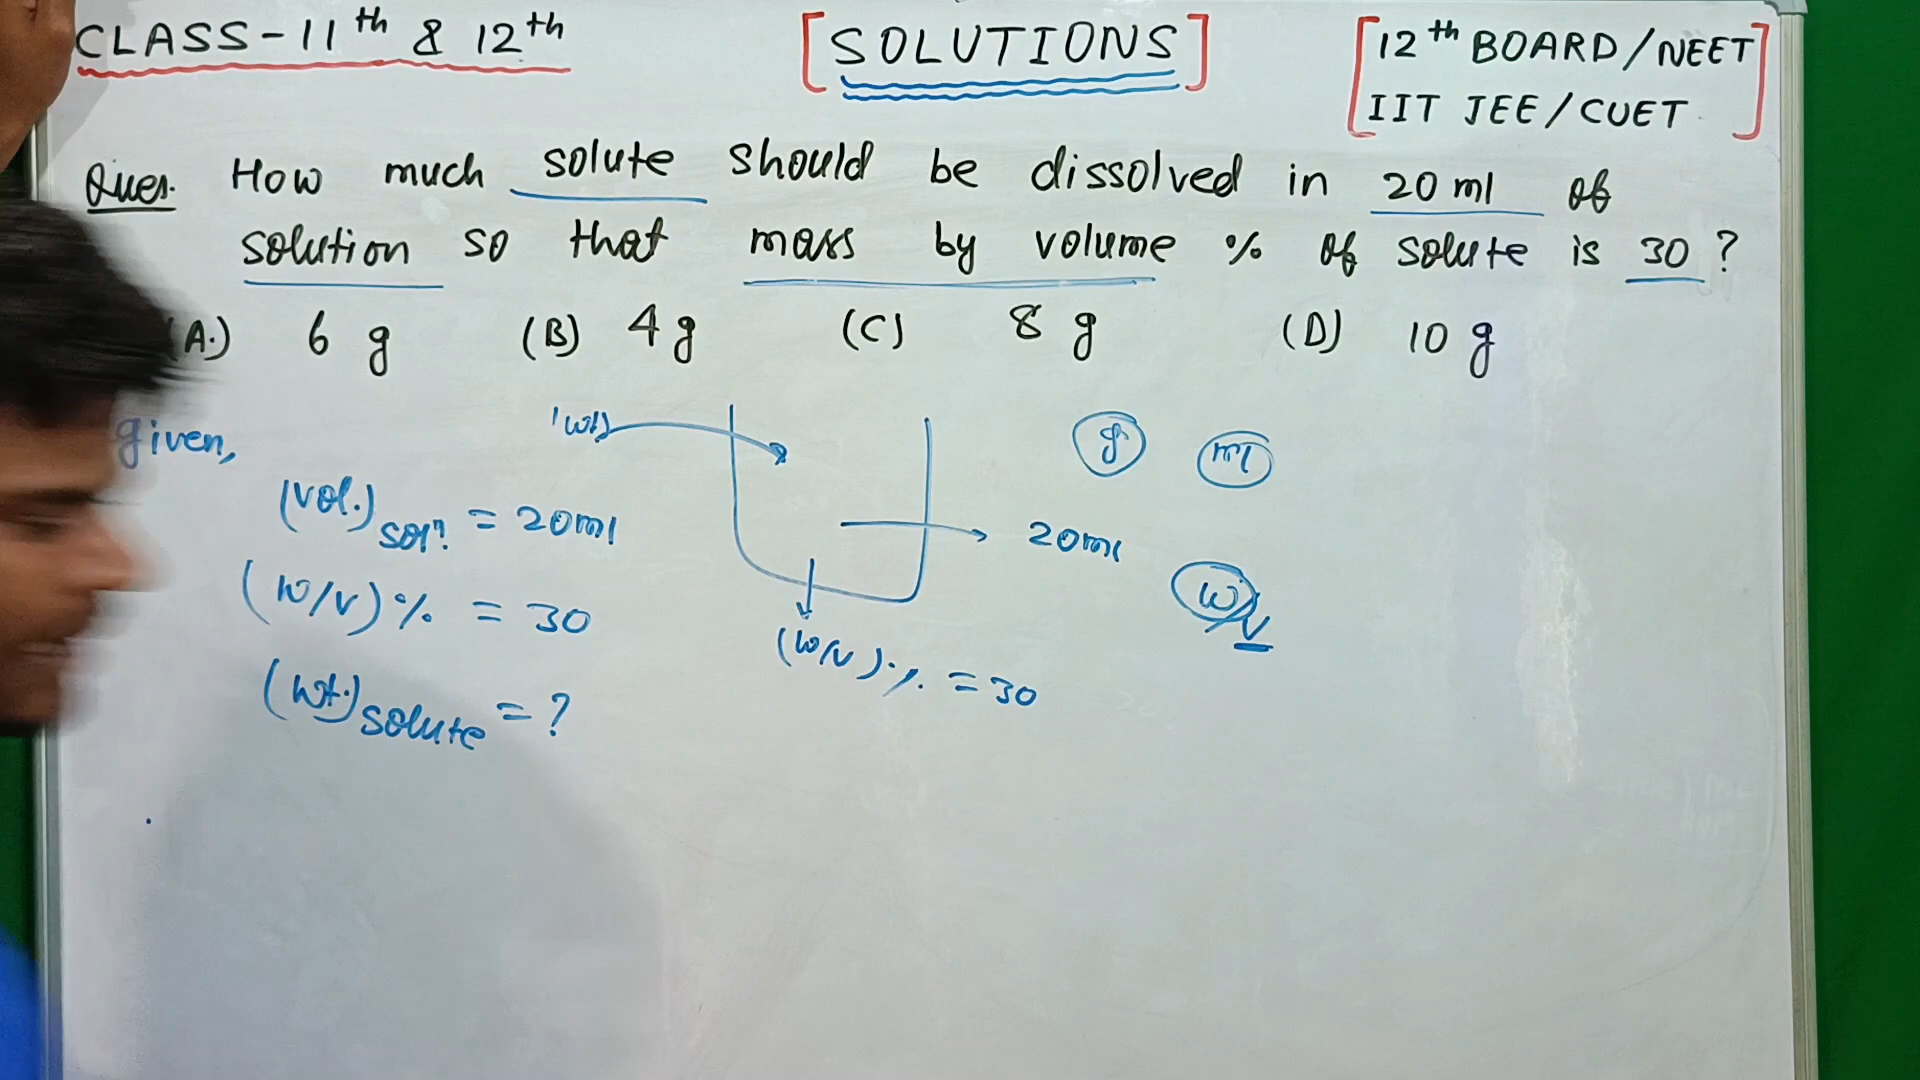 CLASS-11th & 12th
[SOLUTIONS]
[12th BOARD/NEET
IIT JEE/CUET]
Ques. How much solute should be dissolved in 20 ml of
solution so that mass by volume % of solute is 30 ?
(A.) 6 g (B) 4 g (C) 8 g (D) 10 g
given,
(vol.)soln = 20ml
(w/v)% = 30
(wt.)solute = ?
g ml
20ml
w/v
(w/v)% = 30